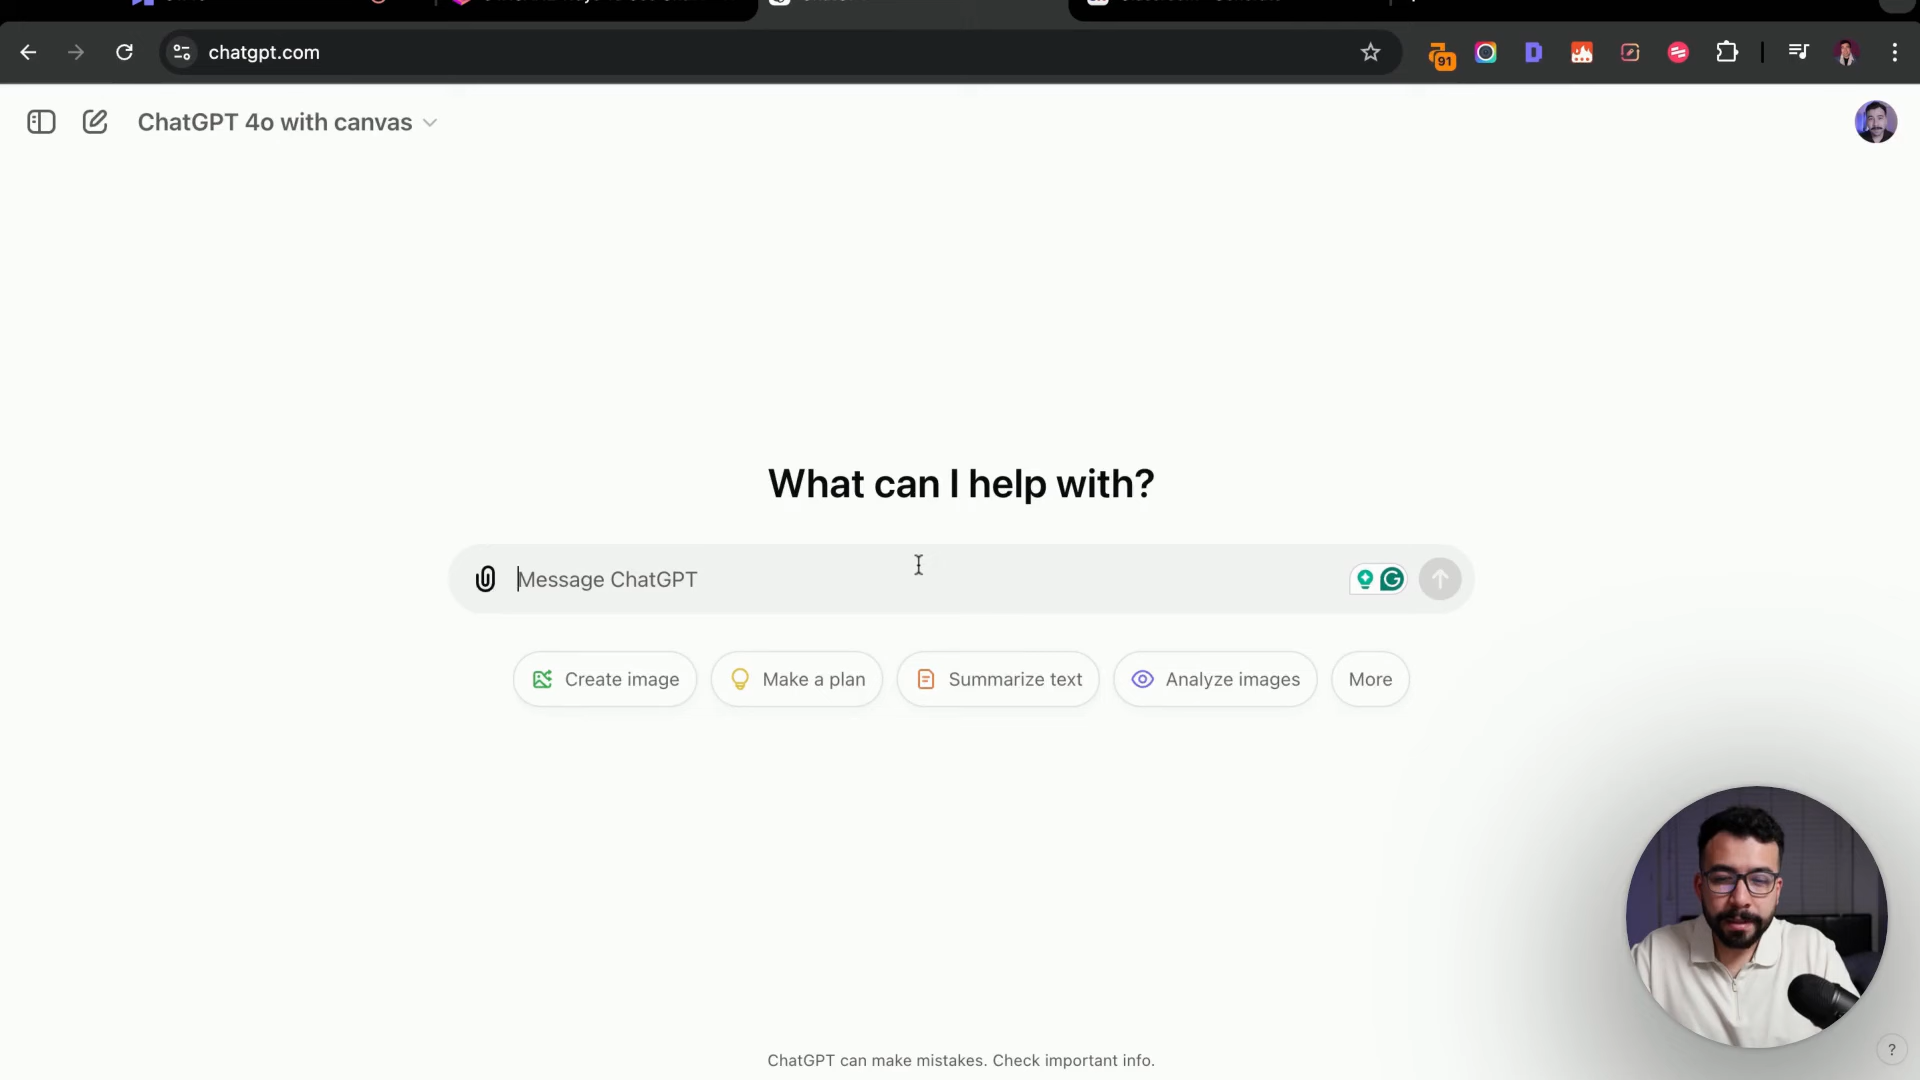 chatgpt.com
91
ChatGPT 4o with canvas
What can I help with?
Message ChatGPT
Create image
Make a plan
Summarize text
Analyze images
More
ChatGPT can make mistakes. Check important info.
?